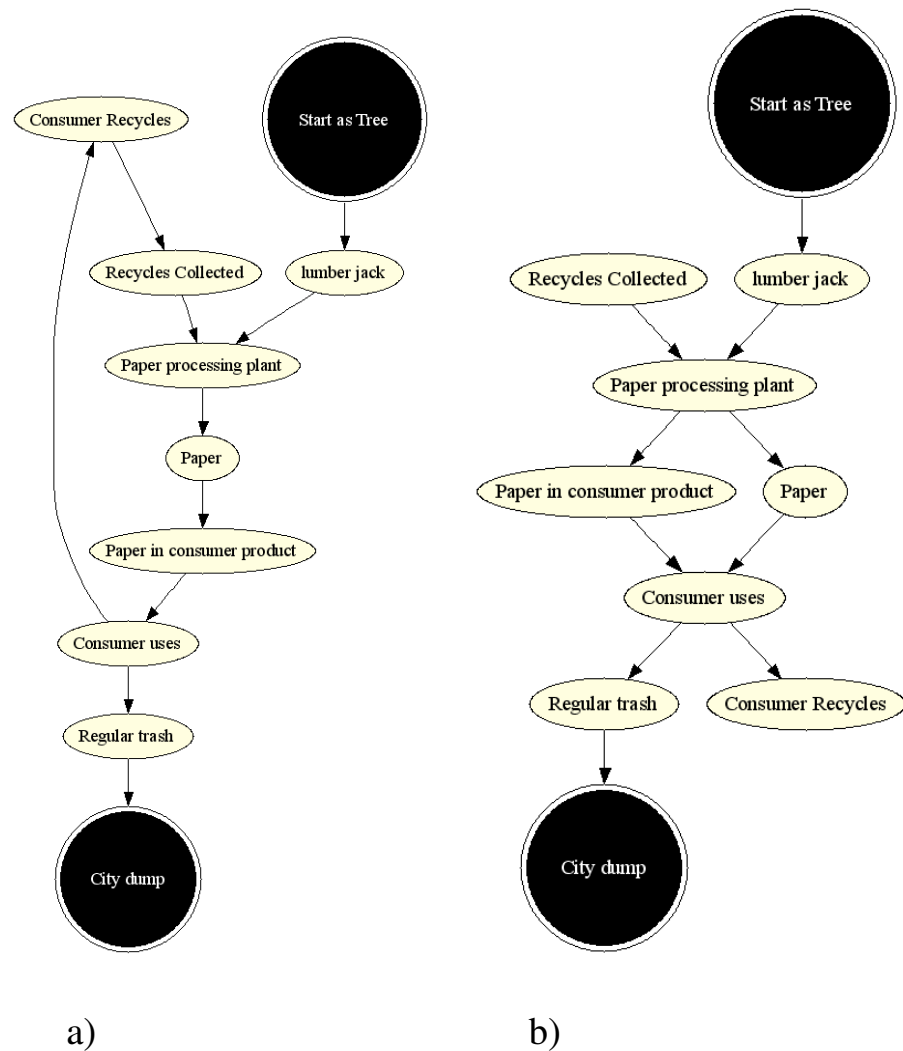 Start as Tree
Consumer Recycles
Recycles Collected
lumber jack
Paper processing plant
Paper
Paper in consumer product
Consumer uses
Regular trash
City dump
a)
Start as Tree
Recycles Collected
lumber jack
Paper processing plant
Paper in consumer product
Paper
Consumer uses
Regular trash
Consumer Recycles
City dump
b)